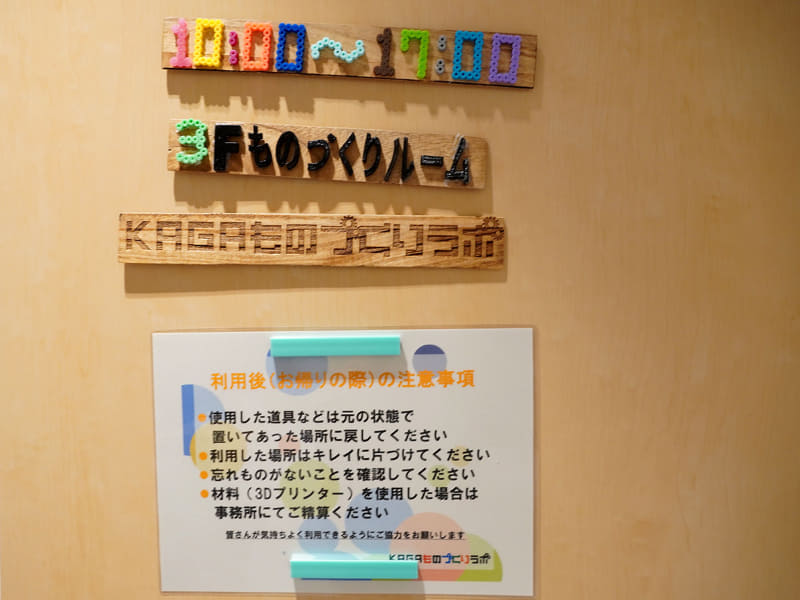 10:00～17:00
3Fものづくりルーム
KAGAものづくりラボ
利用後(お帰りの際)の注意事項
●使用した道具などは元の状態で
置いてあった場所に戻してください
●利用した場所はキレイに片づけてください
●忘れものがないことを確認してください
●材料(3Dプリンター)を使用した場合は
事務所にてご精算ください
皆さんが気持ちよく利用できるようにご協力をお願いします
KAGAものづくりラボ